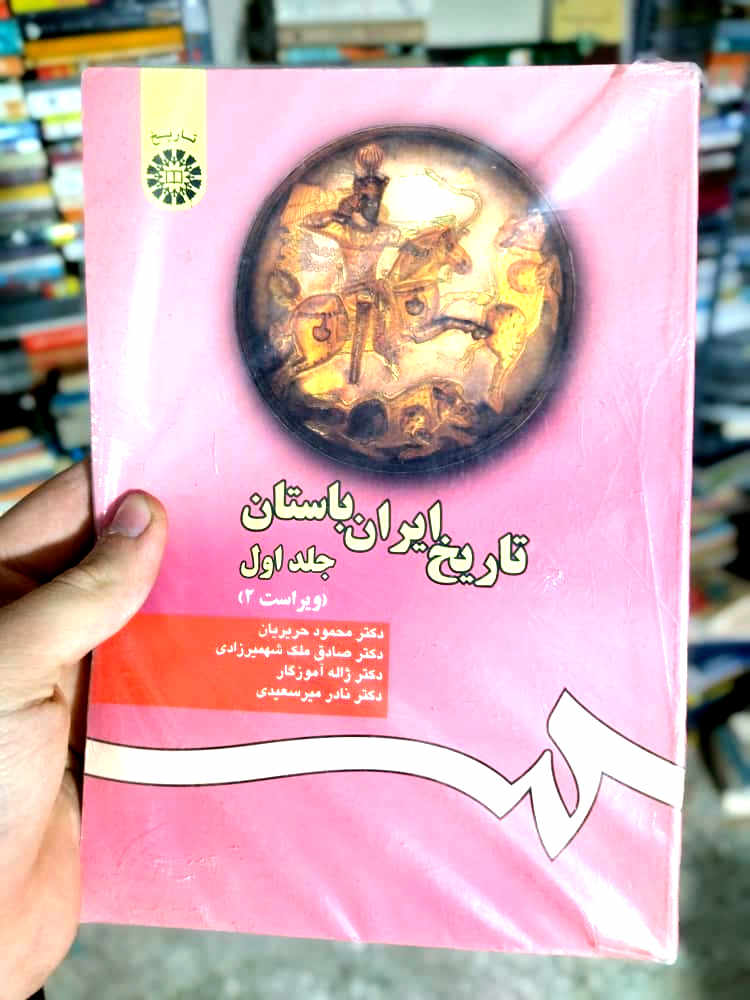 تاریخ
تاریخ ایران باستان
جلد اول
(ویراست ۲)
دکتر محمود حریریان
دکتر صادق ملک شهمیرزادی
دکتر ژاله آموزگار
دکتر نادر میرسعیدی